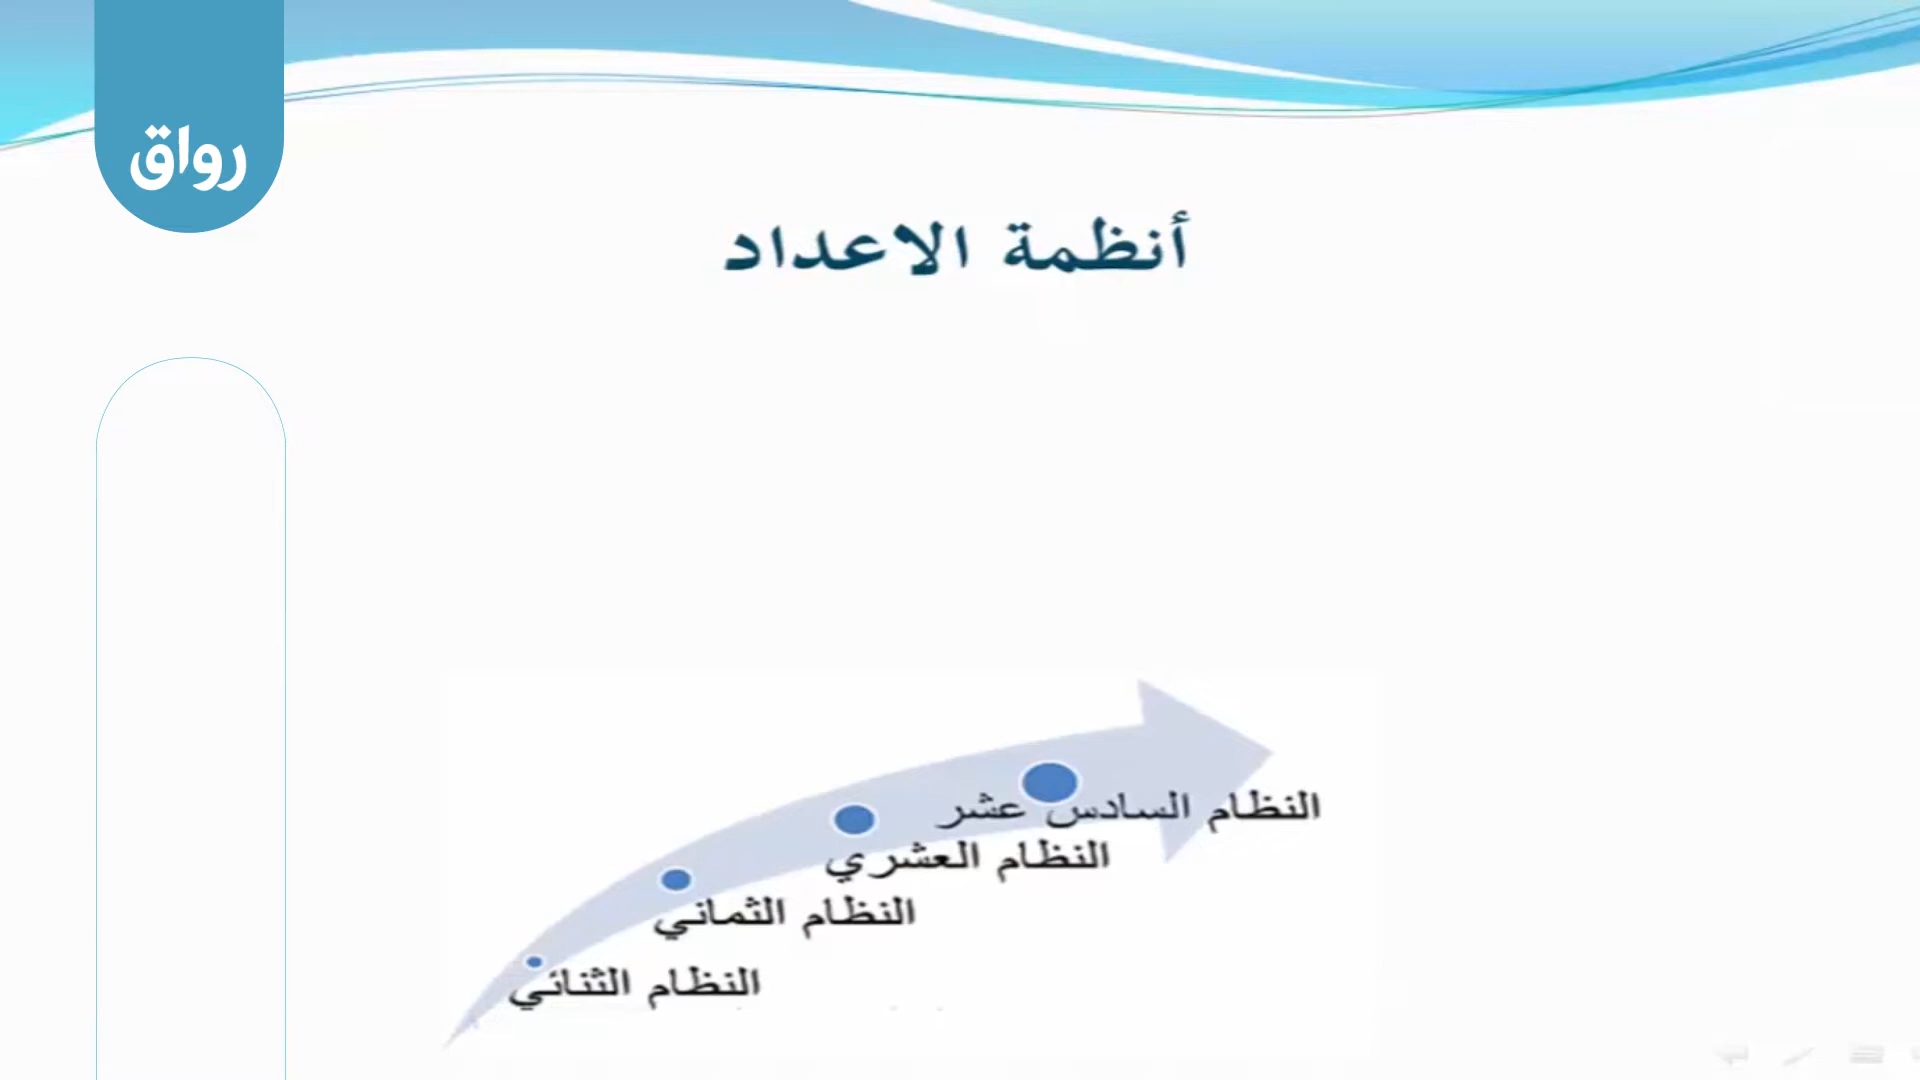 رواق
أنظمة الاعداد
النظام السادس عشر
النظام العشري
النظام الثماني
النظام الثنائي